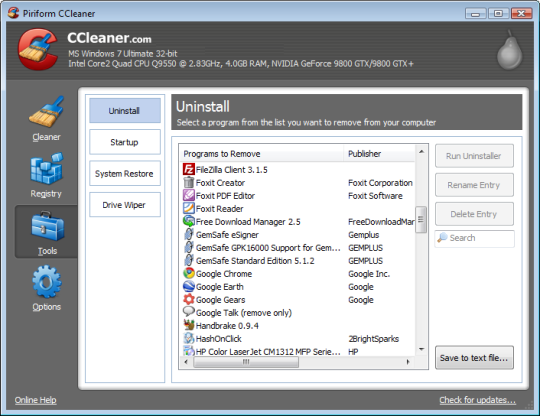 Piriform CCleaner
CCleaner.com
MS Windows 7 Ultimate 32-bit
Intel Core2 Quad CPU Q9550 @ 2.83GHz, 4.0GB RAM, NVIDIA GeForce 9800 GTX/9800 GTX+
Cleaner
Registry
Tools
Options
Uninstall
Startup
System Restore
Drive Wiper
Uninstall
Select a program from the list you want to remove from your computer
Programs to Remove Publisher
FileZilla Client 3.1.5
Foxit Creator Foxit Corporation
Foxit PDF Editor Foxit Software
Foxit Reader
Free Download Manager 2.5 FreeDownloadMar
GemSafe eSigner Gemplus
GemSafe GPK16000 Support for Gem... GEMPLUS
GemSafe Standard Edition 5.1.2 GEMPLUS
Google Chrome Google Inc.
Google Earth Google
Google Gears Google
Google Talk (remove only)
Handbrake 0.9.4
HashOnClick 2BrightSparks
HP Color LaserJet CM1312 MFP Serie... HP
Run Uninstaller
Rename Entry
Delete Entry
Search
Save to text file...
Online Help
Check for updates...